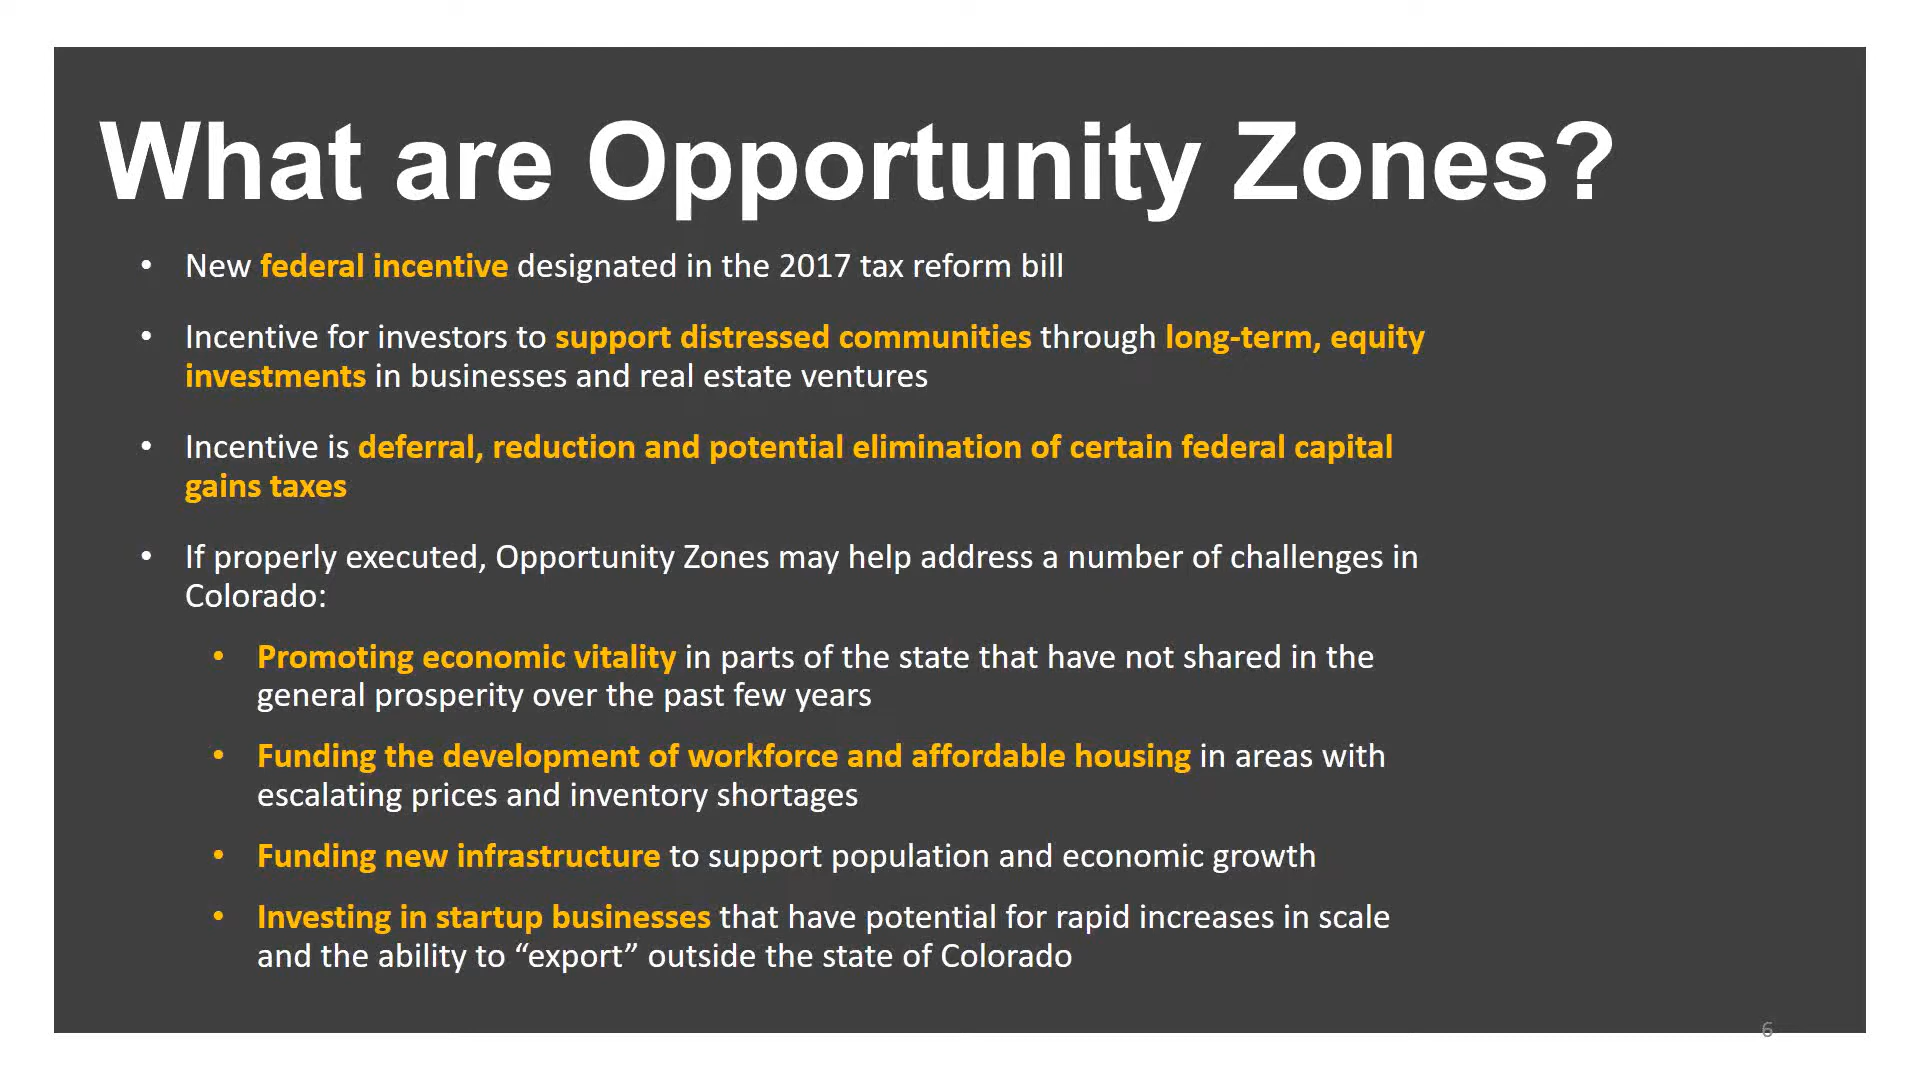 What are Opportunity Zones?
• New federal incentive designated in the 2017 tax reform bill
• Incentive for investors to support distressed communities through long-term, equity
investments in businesses and real estate ventures
• Incentive is deferral, reduction and potential elimination of certain federal capital
gains taxes
• If properly executed, Opportunity Zones may help address a number of challenges in
Colorado:
• Promoting economic vitality in parts of the state that have not shared in the
general prosperity over the past few years
• Funding the development of workforce and affordable housing in areas with
escalating prices and inventory shortages
• Funding new infrastructure to support population and economic growth
• Investing in startup businesses that have potential for rapid increases in scale
and the ability to “export” outside the state of Colorado
6